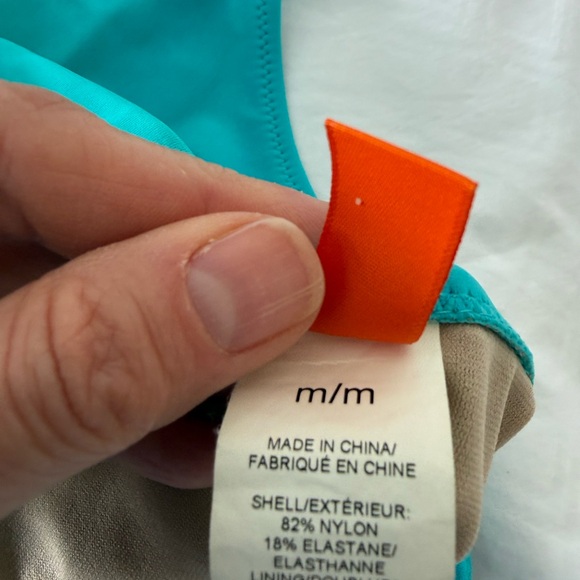 m/m
MADE IN CHINA/
FABRIQUÉ EN CHINE
SHELL/EXTÉRIEUR:
82% NYLON
18% ELASTANE/
ELASTHANNE